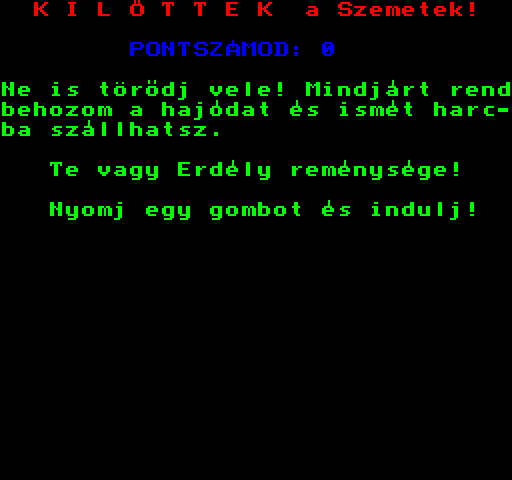 K I L Ő T T E K a Szemetek!
PONTSZÁMOD: 0
Ne is törődj vele! Mindjárt rend
behozom a hajódat és ismét harc-
ba szállhatsz.
Te vagy Erdély reménysége!
Nyomj egy gombot és indulj!